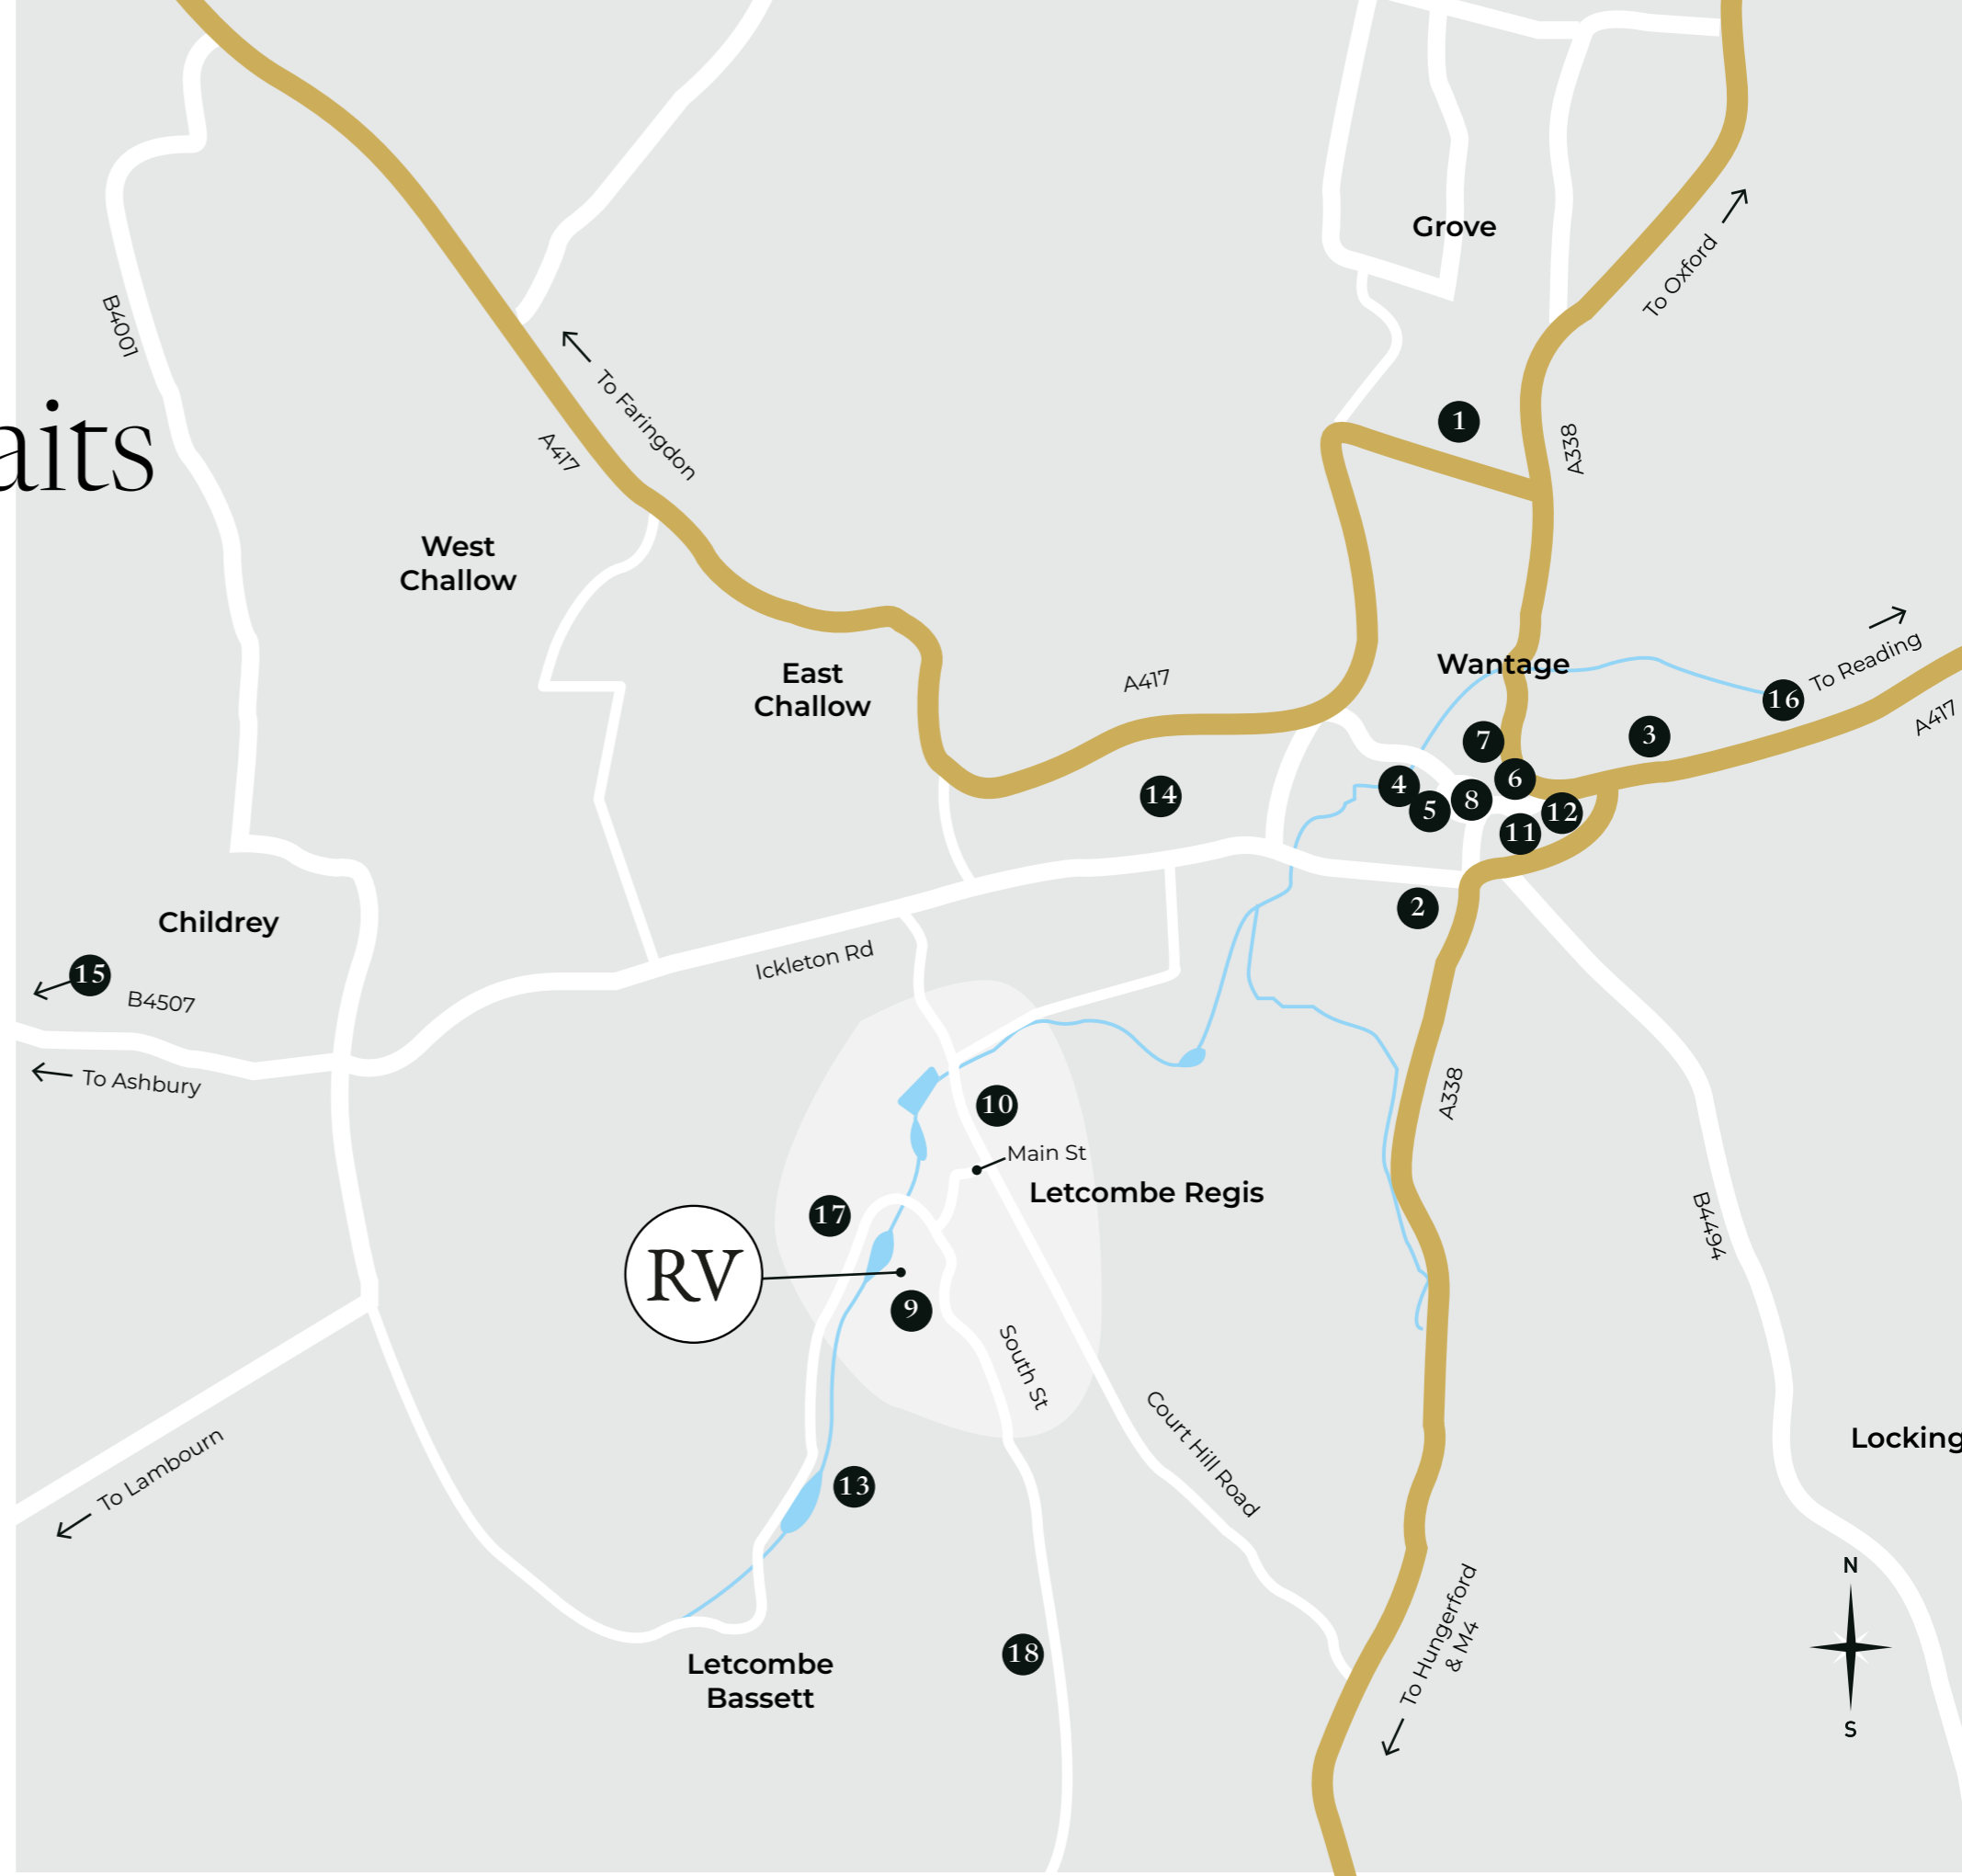 Grove
To Oxford
B4001
To Faringdon
A417
aits
1
A338
West
Challow
To Reading
East
Challow
A417
Wantage
16
A417
7
3
6
14
4
8
5
12
11
Childrey
2
Ickleton Rd
15
B4507
To Ashbury
10
A338
Main St
Letcombe Regis
17
B4494
RV
9
South St
Court Hill Road
Locking
To Lambourn
13
N
To Hungerford
& M4
18
Letcombe
Bassett
S